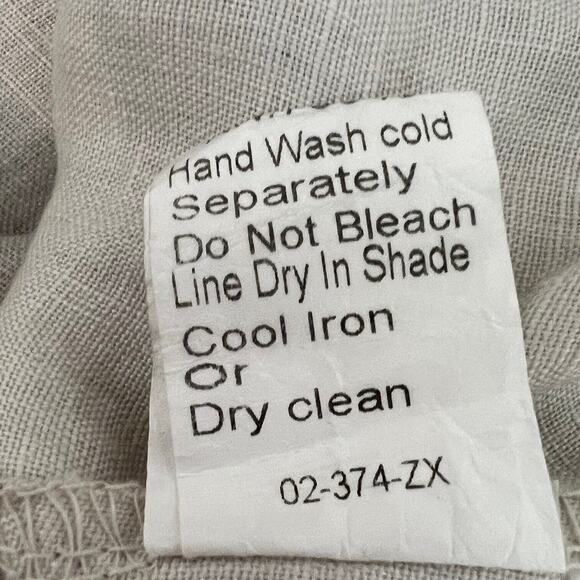 Hand Wash cold
Separately
Do Not Bleach
Line Dry In Shade
Cool Iron
Or
Dry clean
02-374-ZX